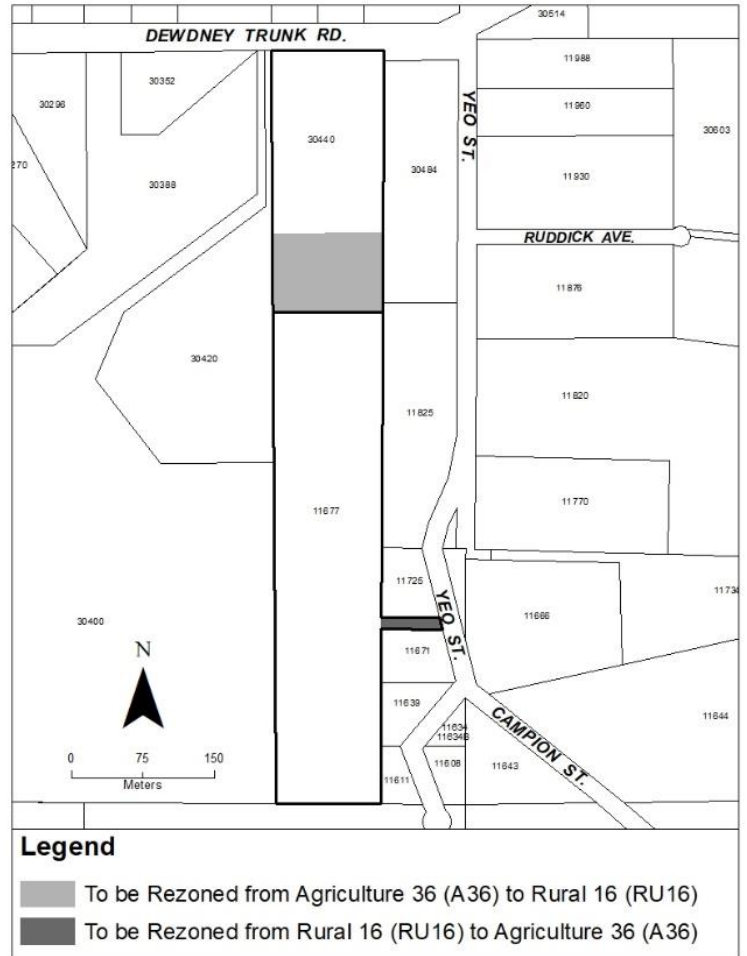 30514
DEWDNEY TRUNK RD.
11988
30352
30296
YEO ST.
11960
30603
30440
270
30484
11930
30388
RUDDICK AVE.
11876
30420
11820
11825
11770
11677
11725
11734
30400
YEO ST.
11666
N
11671
11639
CAMPION ST.
11644
11634
11634B
0 75 150
Meters
11611
11608
11643
Legend
To be Rezoned from Agriculture 36 (A36) to Rural 16 (RU16)
To be Rezoned from Rural 16 (RU16) to Agriculture 36 (A36)